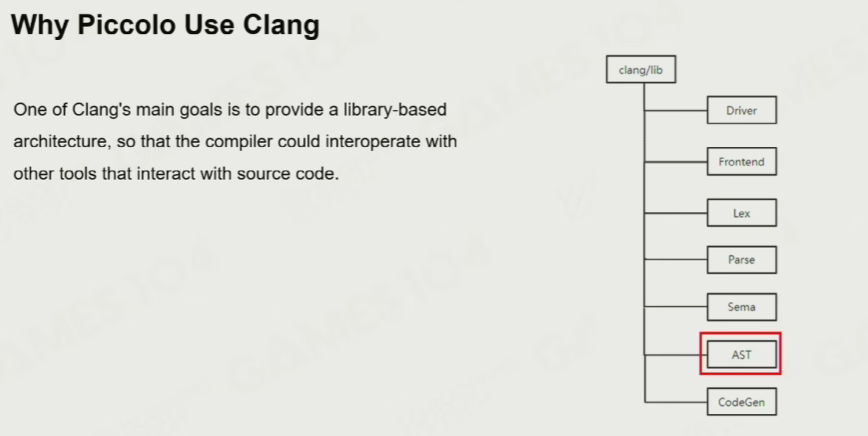 Why Piccolo Use Clang
One of Clang's main goals is to provide a library-based
architecture, so that the compiler could interoperate with
other tools that interact with source code.
clang/lib
Driver
Frontend
Lex
Parse
Sema
AST
CodeGen
GAMES104